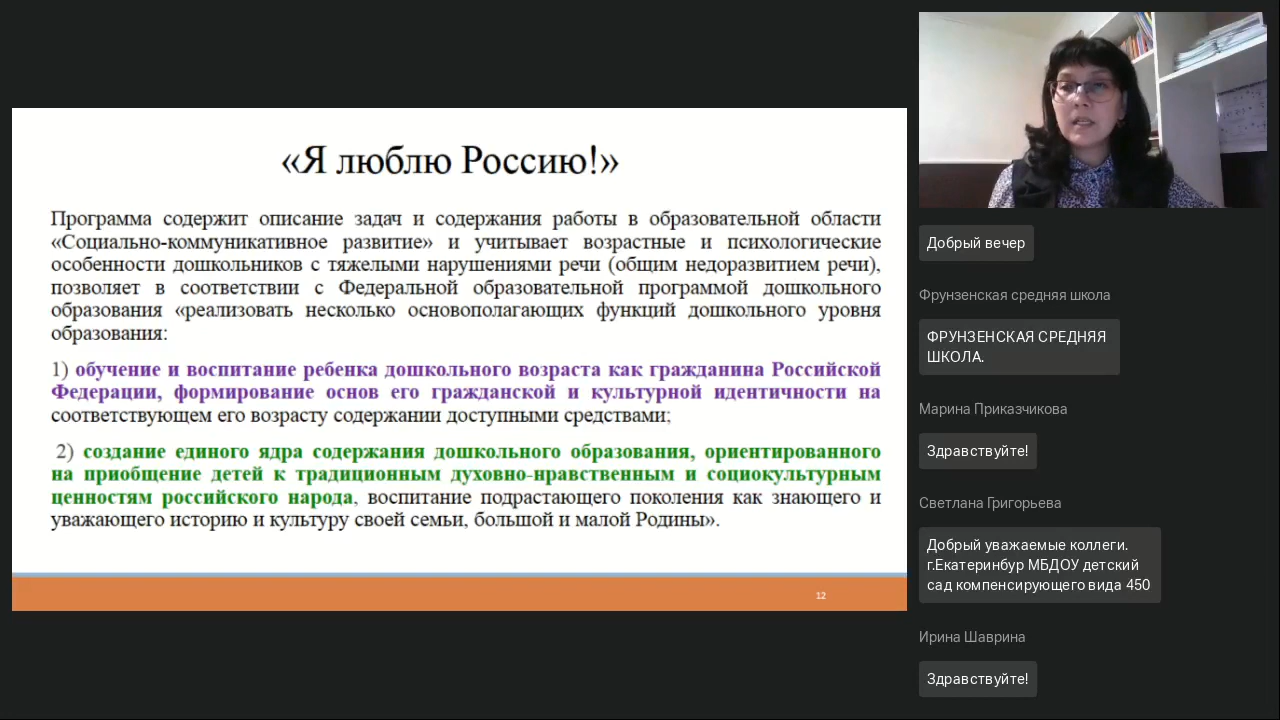 «Я люблю Россию!»
Программа содержит описание задач и содержания работы в образовательной области
«Социально-коммуникативное развитие» и учитывает возрастные и психологические
особенности дошкольников с тяжелыми нарушениями речи (общим недоразвитием речи),
позволяет в соответствии с Федеральной образовательной программой дошкольного
образования «реализовать несколько основополагающих функций дошкольного уровня
образования:
1) обучение и воспитание ребенка дошкольного возраста как гражданина Российской
Федерации, формирование основ его гражданской и культурной идентичности на
соответствующем его возрасту содержании доступными средствами;
2) создание единого ядра содержания дошкольного образования, ориентированного
на приобщение детей к традиционным духовно-нравственным и социокультурным
ценностям российского народа, воспитание подрастающего поколения как знающего и
уважающего историю и культуру своей семьи, большой и малой Родины».
12
Добрый вечер
Фрунзенская средняя школа
ФРУНЗЕНСКАЯ СРЕДНЯЯ
ШКОЛА.
Марина Приказчикова
Здравствуйте!
Светлана Григорьева
Добрый уважаемые коллеги.
г.Екатеринбур МБДОУ детский
сад компенсирующего вида 450
Ирина Шаврина
Здравствуйте!